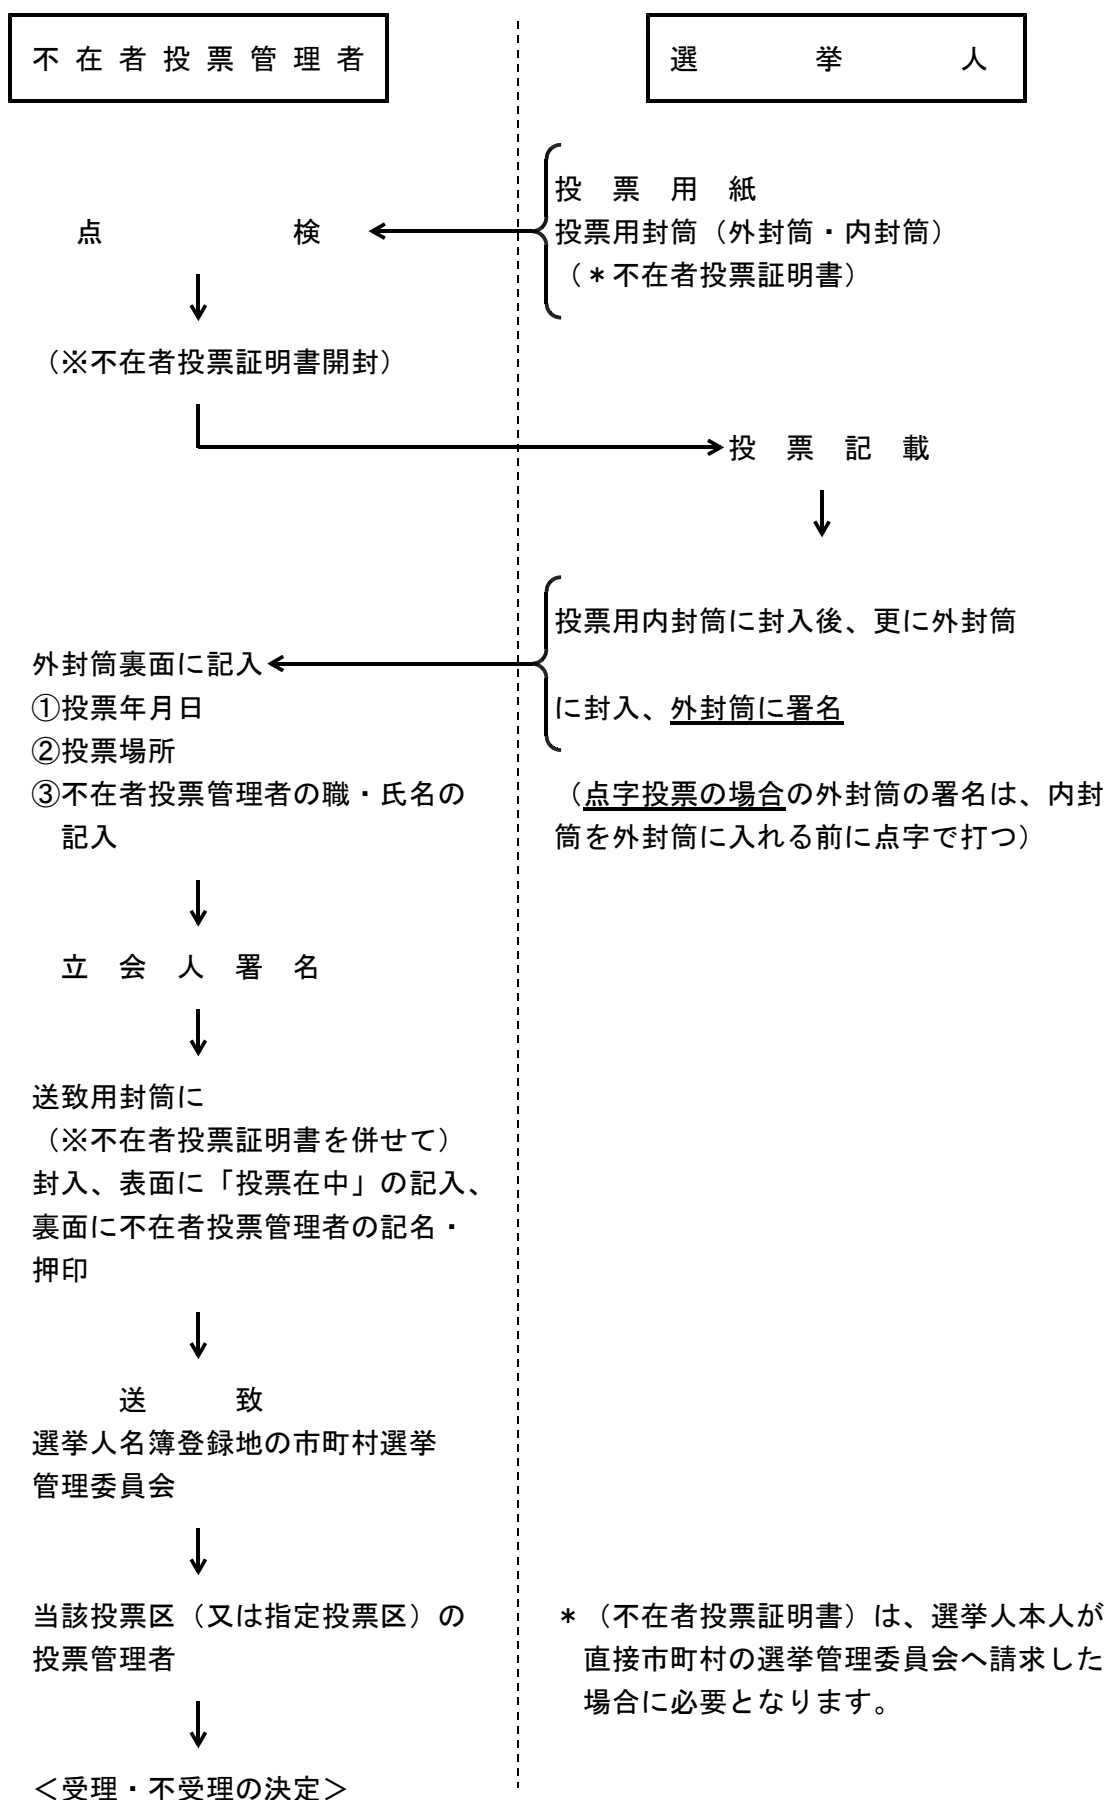 不在者投票管理者
選挙人
投票用紙
点検
投票用封筒（外封筒・内封筒）
（＊不在者投票証明書）
（※不在者投票証明書開封）
投票記載
投票用内封筒に封入後、更に外封筒
に封入、外封筒に署名
（点字投票の場合の外封筒の署名は、内封
筒を外封筒に入れる前に点字で打つ）
外封筒裏面に記入
①投票年月日
②投票場所
③不在者投票管理者の職・氏名の
記入
立会人署名
送致用封筒に
（※不在者投票証明書を併せて）
封入、表面に「投票在中」の記入、
裏面に不在者投票管理者の記名・
押印
送致
選挙人名簿登録地の市町村選挙
管理委員会
当該投票区（又は指定投票区）の
投票管理者
＜受理・不受理の決定＞
＊（不在者投票証明書）は、選挙人本人が
直接市町村の選挙管理委員会へ請求した
場合に必要となります。